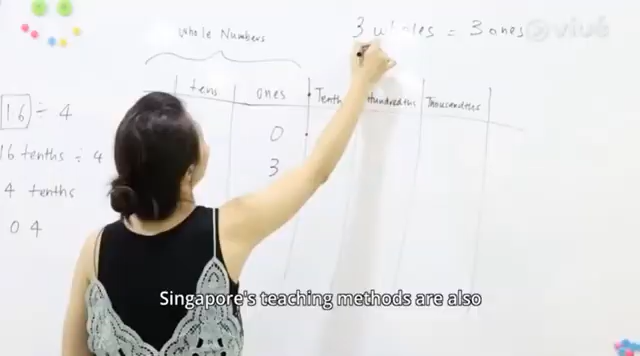 3 wholes = 3 ones
viu
Whole Numbers
tens ones Tenths Hundredths Thousandths
16 ÷ 4
0
16 tenths ÷ 4
3
4 tenths
0 4
Singapore's teaching methods are also